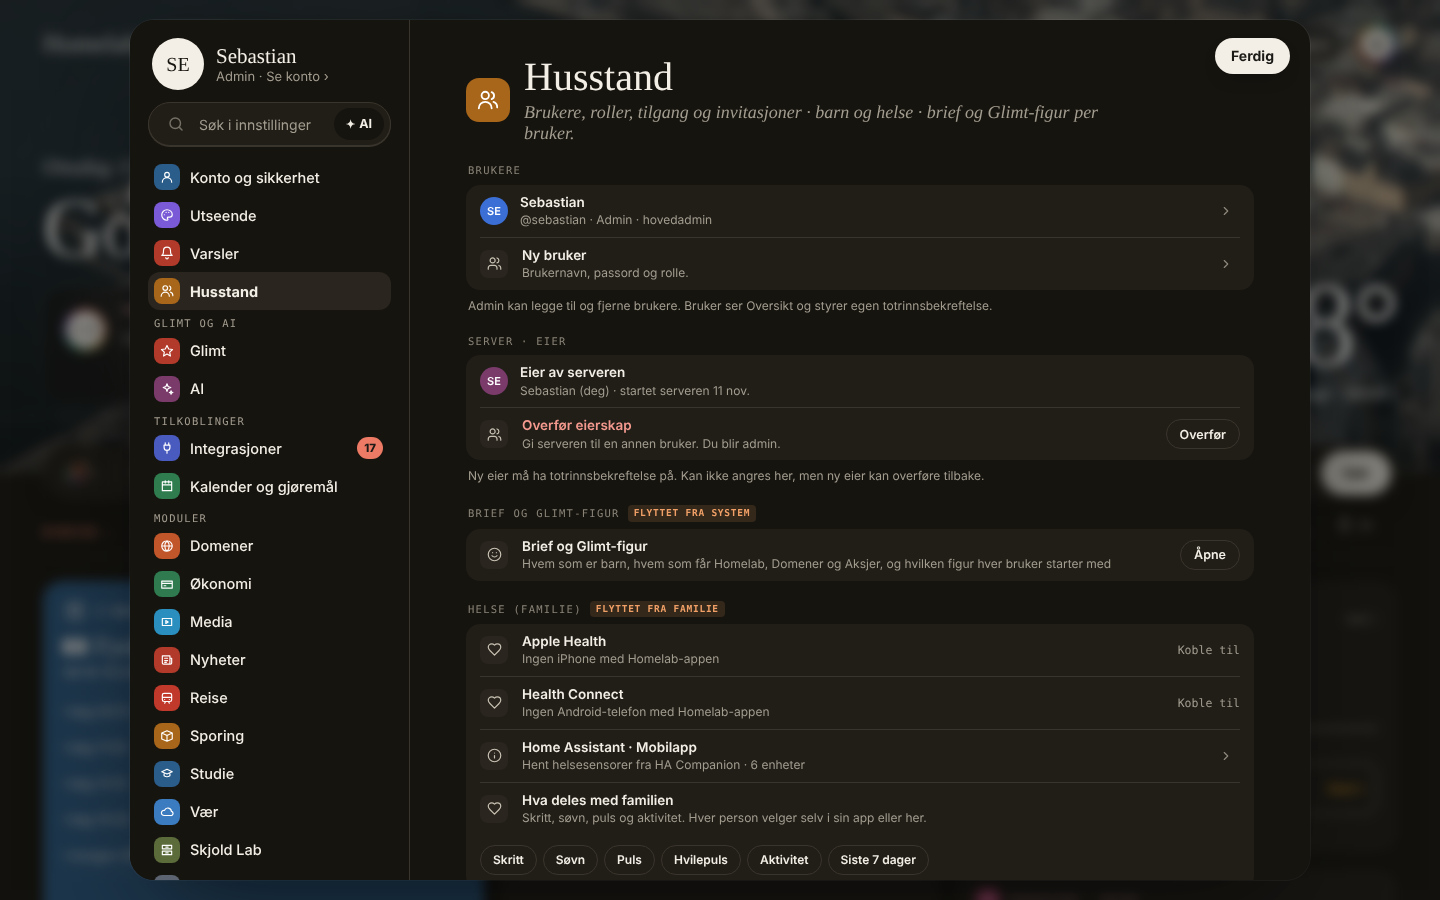 SE
Sebastian
Admin · Se konto ›
Søk i innstillinger
✦ AI
Konto og sikkerhet
Utseende
Varsler
Husstand
GLIMT OG AI
Glimt
AI
TILKOBLINGER
Integrasjoner
17
Kalender og gjøremål
MODULER
Domener
Økonomi
Media
Nyheter
Reise
Sporing
Studie
Vær
Skjold Lab
Ferdig
Husstand
Brukere, roller, tilgang og invitasjoner · barn og helse · brief og Glimt-figur per
bruker.
BRUKERE
SE
Sebastian
@sebastian · Admin · hovedadmin
Ny bruker
Brukernavn, passord og rolle.
Admin kan legge til og fjerne brukere. Bruker ser Oversikt og styrer egen totrinnsbekreftelse.
SERVER · EIER
SE
Eier av serveren
Sebastian (deg) · startet serveren 11 nov.
Overfør eierskap
Gi serveren til en annen bruker. Du blir admin.
Overfør
Ny eier må ha totrinnsbekreftelse på. Kan ikke angres her, men ny eier kan overføre tilbake.
BRIEF OG GLIMT-FIGUR FLYTTET FRA SYSTEM
Brief og Glimt-figur
Hvem som er barn, hvem som får Homelab, Domener og Aksjer, og hvilken figur hver bruker starter med
Åpne
HELSE (FAMILIE) FLYTTET FRA FAMILIE
Apple Health
Ingen iPhone med Homelab-appen
Koble til
Health Connect
Ingen Android-telefon med Homelab-appen
Koble til
Home Assistant · Mobilapp
Hent helsesensorer fra HA Companion · 6 enheter
Hva deles med familien
Skritt, søvn, puls og aktivitet. Hver person velger selv i sin app eller her.
Skritt
Søvn
Puls
Hvilepuls
Aktivitet
Siste 7 dager
8°